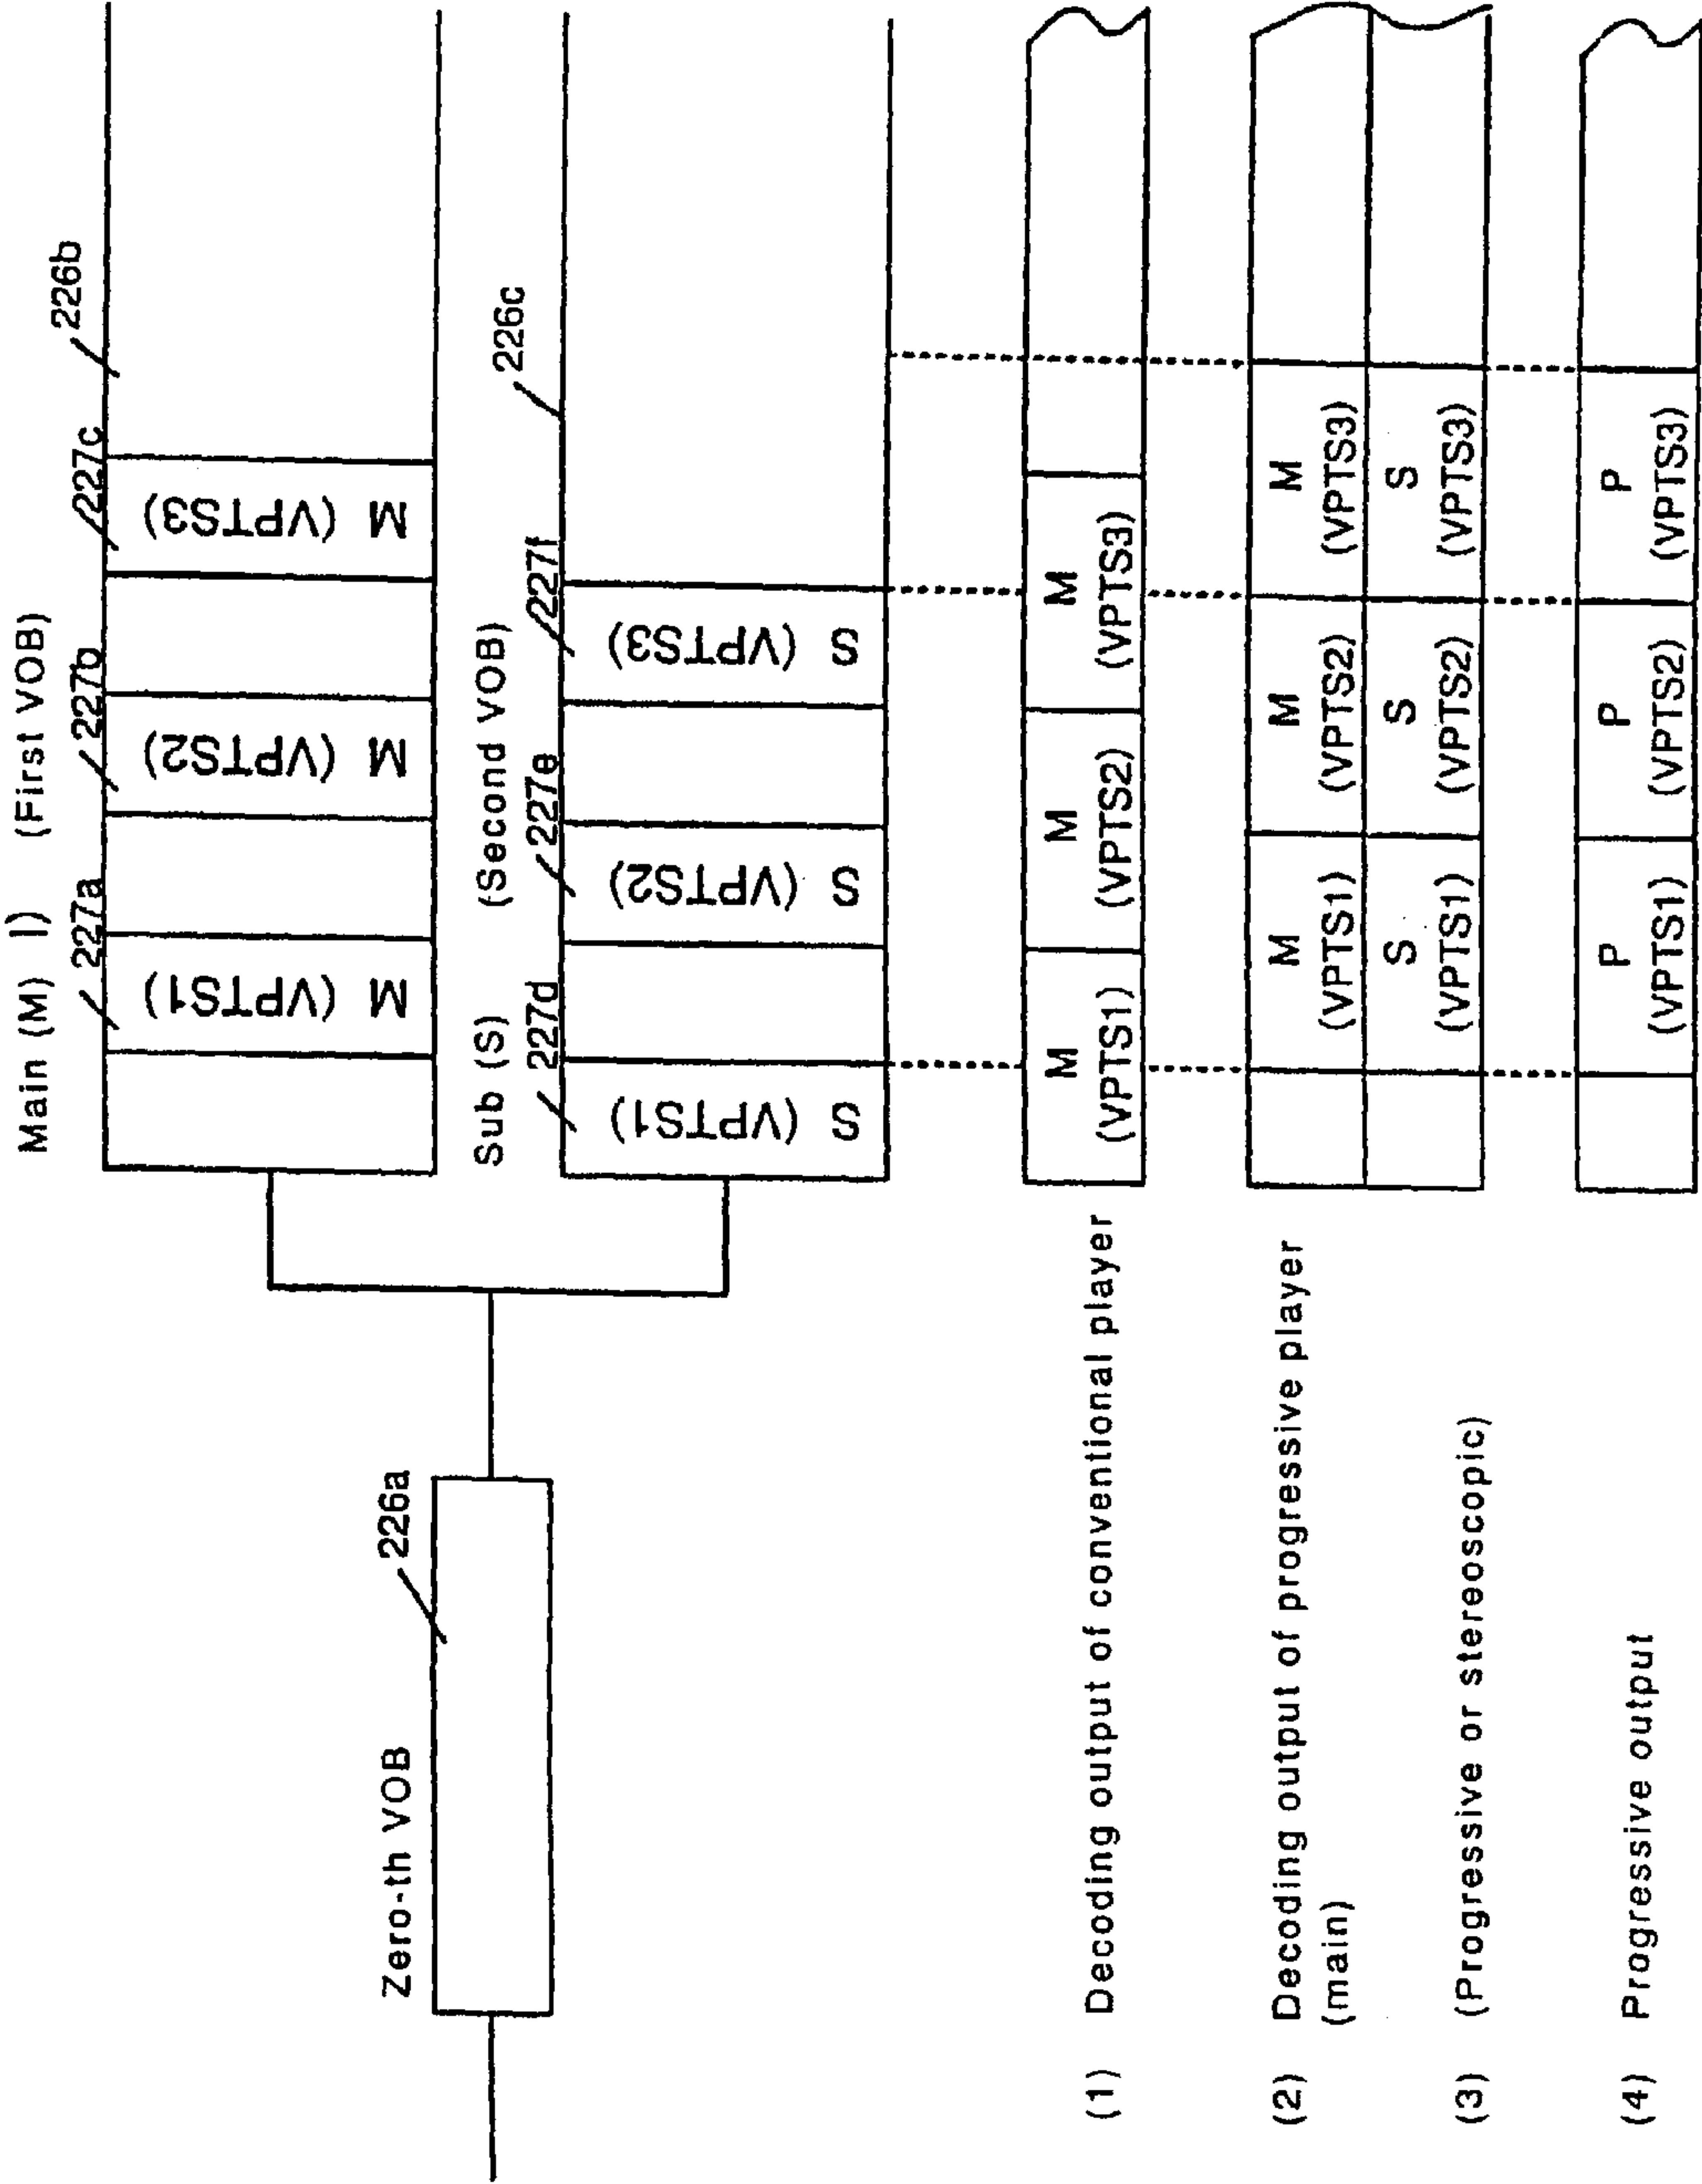 Main (M) I) (First VOB)
227a 227b 227c 226b
M (VPTS1)
M (VPTS2)
M (VPTS3)
Sub (S) (Second VOB)
227d 227e 227f 226c
S (VPTS1)
S (VPTS2)
S (VPTS3)
Zero-th VOB 226a
(1) Decoding output of conventional player
M M M
(VPTS1) (VPTS2) (VPTS3)
(2) Decoding output of progressive player
(main)
M M M
(VPTS1) (VPTS2) (VPTS3)
(3) (Progressive or stereoscopic)
S S S
(VPTS1) (VPTS2) (VPTS3)
(4) Progressive output
P P P
(VPTS1) (VPTS2) (VPTS3)